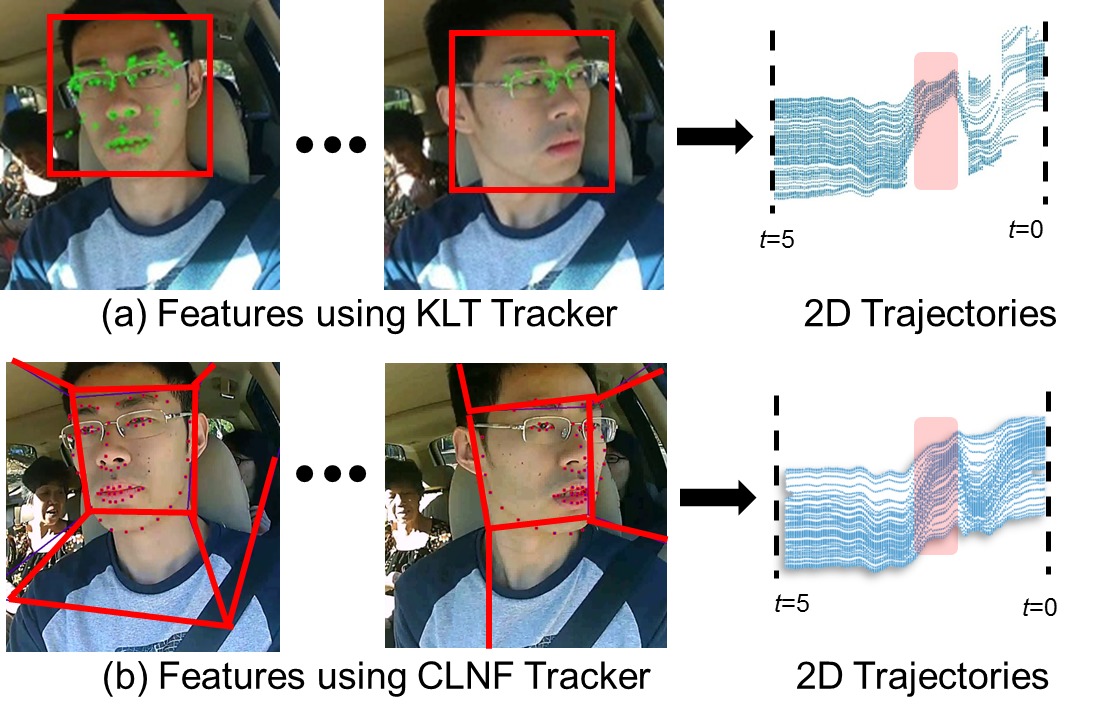 t=5
t=0
(a) Features using KLT Tracker
2D Trajectories
t=5
t=0
(b) Features using CLNF Tracker
2D Trajectories